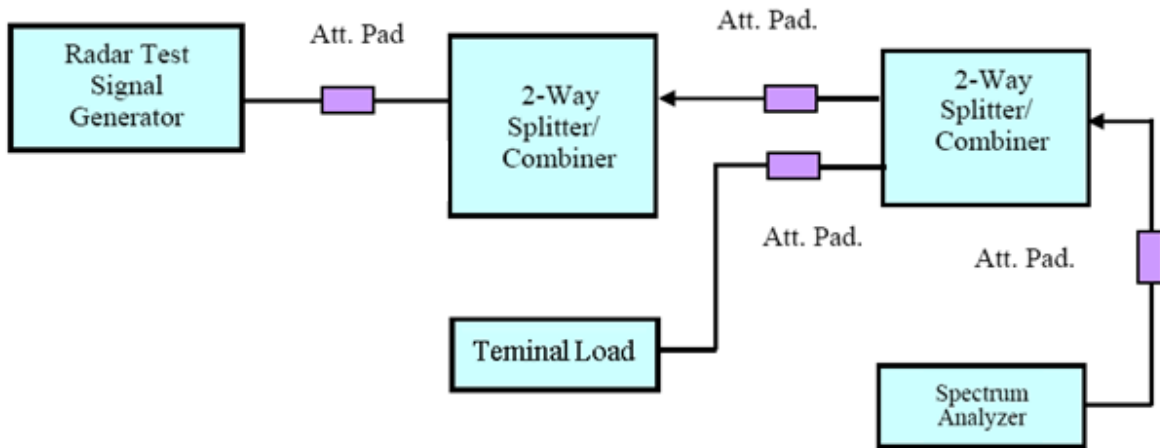 Radar Test
Signal
Generator
Att. Pad
2-Way
Splitter/
Combiner
Att. Pad.
2-Way
Splitter/
Combiner
Att. Pad.
Att. Pad.
Teminal Load
Spectrum
Analyzer